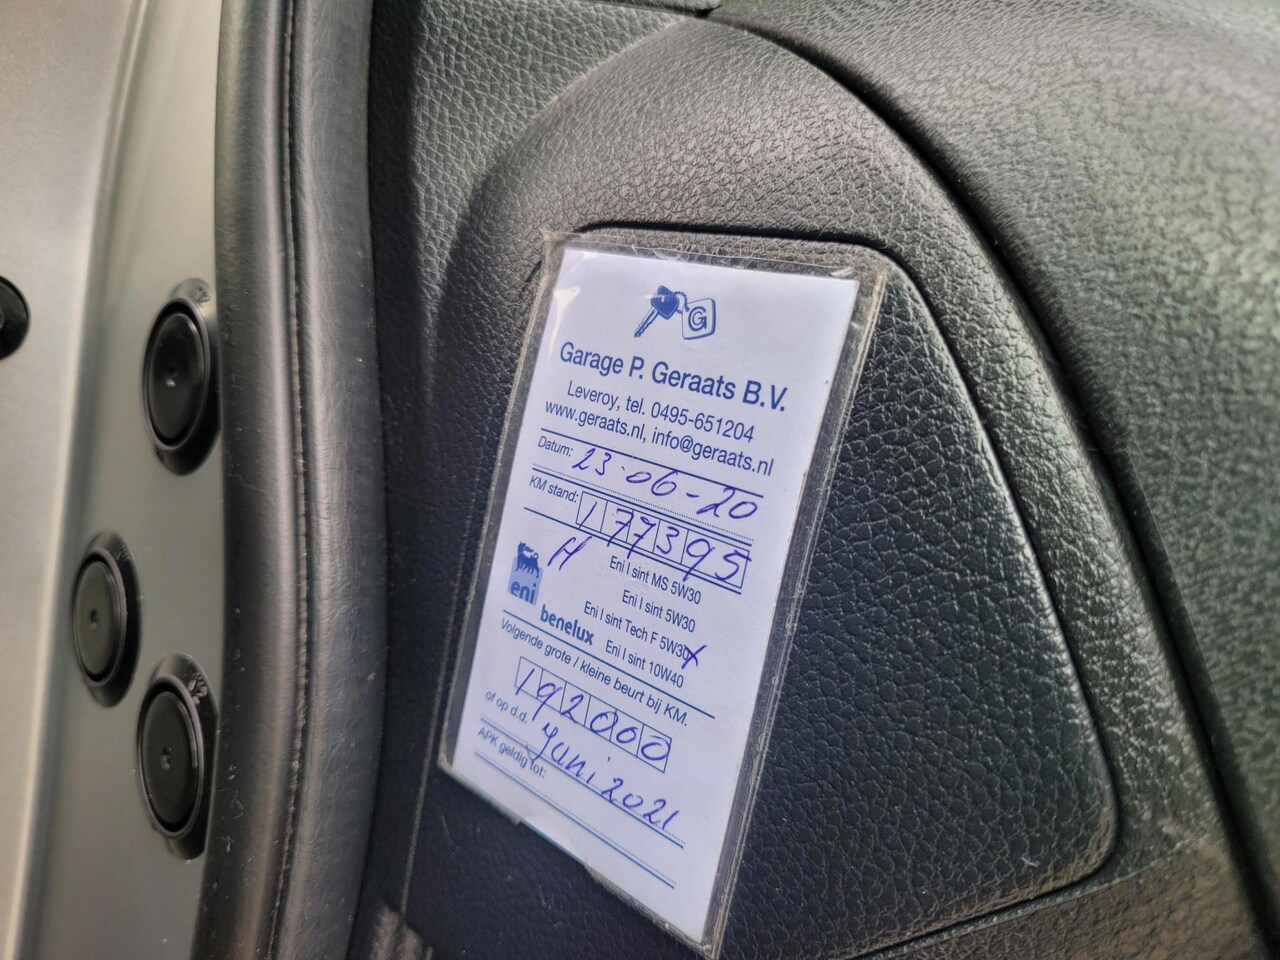 G
Garage P. Geraats B.V.
Leveroy, tel. 0495-651204
www.geraats.nl, info@geraats.nl
Datum: 23-06-20
KM stand: 177395
H
Eni I sint MS 5W30
Eni I sint 5W30
Eni I sint Tech F 5W30 X
Eni I sint 10W40
eni
benelux
Volgende grote / kleine beurt bij KM.
192000
of op d.d. Juni 2021
APK geldig tot: